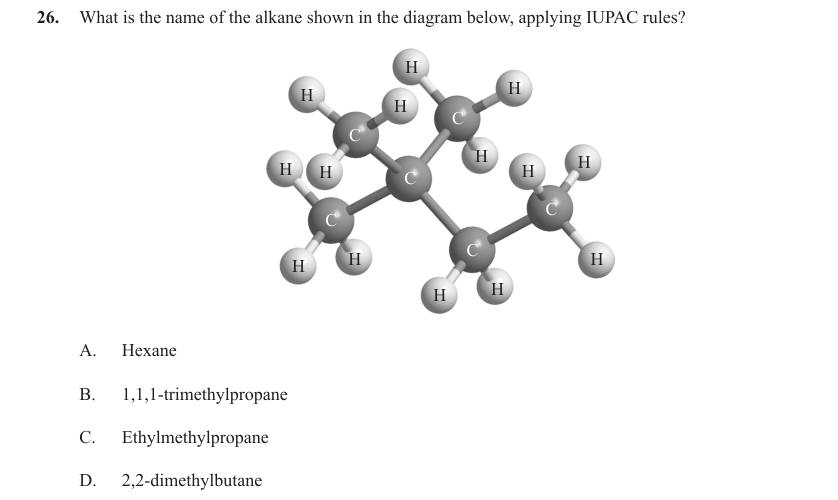 26. What is the name of the alkane shown in the diagram below, applying IUPAC rules?
H
H
H
H
C
C
H
H
H
H
H
C
H
C
C
C
H
H
H
H
H
H
A. Hexane
B. 1,1,1-trimethylpropane
C. Ethylmethylpropane
D. 2,2-dimethylbutane